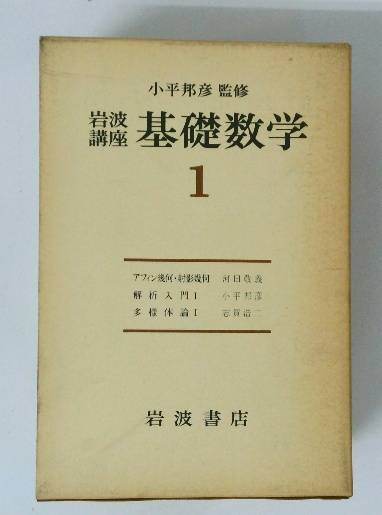 小平邦彦 監修
岩波講座 基礎数学
1
アフィン幾何・射影幾何 河田敬義
解析入門 I 小平邦彦
多様体論 I 志賀浩二
岩波書店